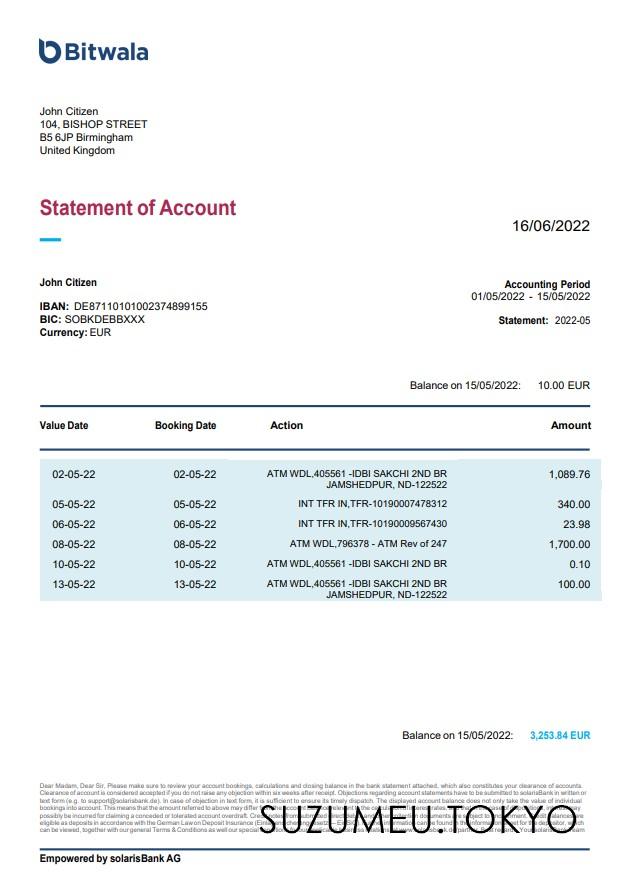 Bitwala
John Citizen
104, BISHOP STREET
B5 6JP Birmingham
United Kingdom
Statement of Account
16/06/2022
John Citizen
IBAN: DE87110101002374899155
BIC: SOBKDEBBXXX
Currency: EUR
Accounting Period
01/05/2022 - 15/05/2022
Statement: 2022-05
Balance on 15/05/2022: 10.00 EUR
Value Date Booking Date Action Amount
02-05-22 02-05-22 ATM WDL,405561 -IDBI SAKCHI 2ND BR 1,089.76
JAMSHEDPUR, ND-122522
05-05-22 05-05-22 INT TFR IN,TFR-10190007478312 340.00
06-05-22 06-05-22 INT TFR IN,TFR-10190009567430 23.98
08-05-22 08-05-22 ATM WDL,796378 - ATM Rev of 247 1,700.00
10-05-22 10-05-22 ATM WDL,405561 -IDBI SAKCHI 2ND BR 0.10
13-05-22 13-05-22 ATM WDL,405561 -IDBI SAKCHI 2ND BR 100.00
JAMSHEDPUR, ND-122522
Balance on 15/05/2022: 3,253.84 EUR
Dear Madam, Dear Sir, Please make to review your account bookings, calculations and closing balance in the bank statement attached, which also constitutes your clearance of accounts.
Clearance of account is considered accepted if you do not raise any objection within six weeks after receipt. Objections regarding account statements have to be submitted to solarisBank in written or
text form (e.g. to support@solarisbank.de). In case of objection in text form, it is sufficient to ensure its timely dispatch. The displayed account balance does not only take the value of individual
bookings into account. This means that the amount referred to above may differ from the
possibly be incurred for claiming a conceded or tolerated account overdraft.
eligible as deposits in accordance with the German Law on Deposit Insurance
can be viewed, together with our general Terms & Conditions as well our special
SIZI-MEU.TOKYO
Empowered by solarisBank AG